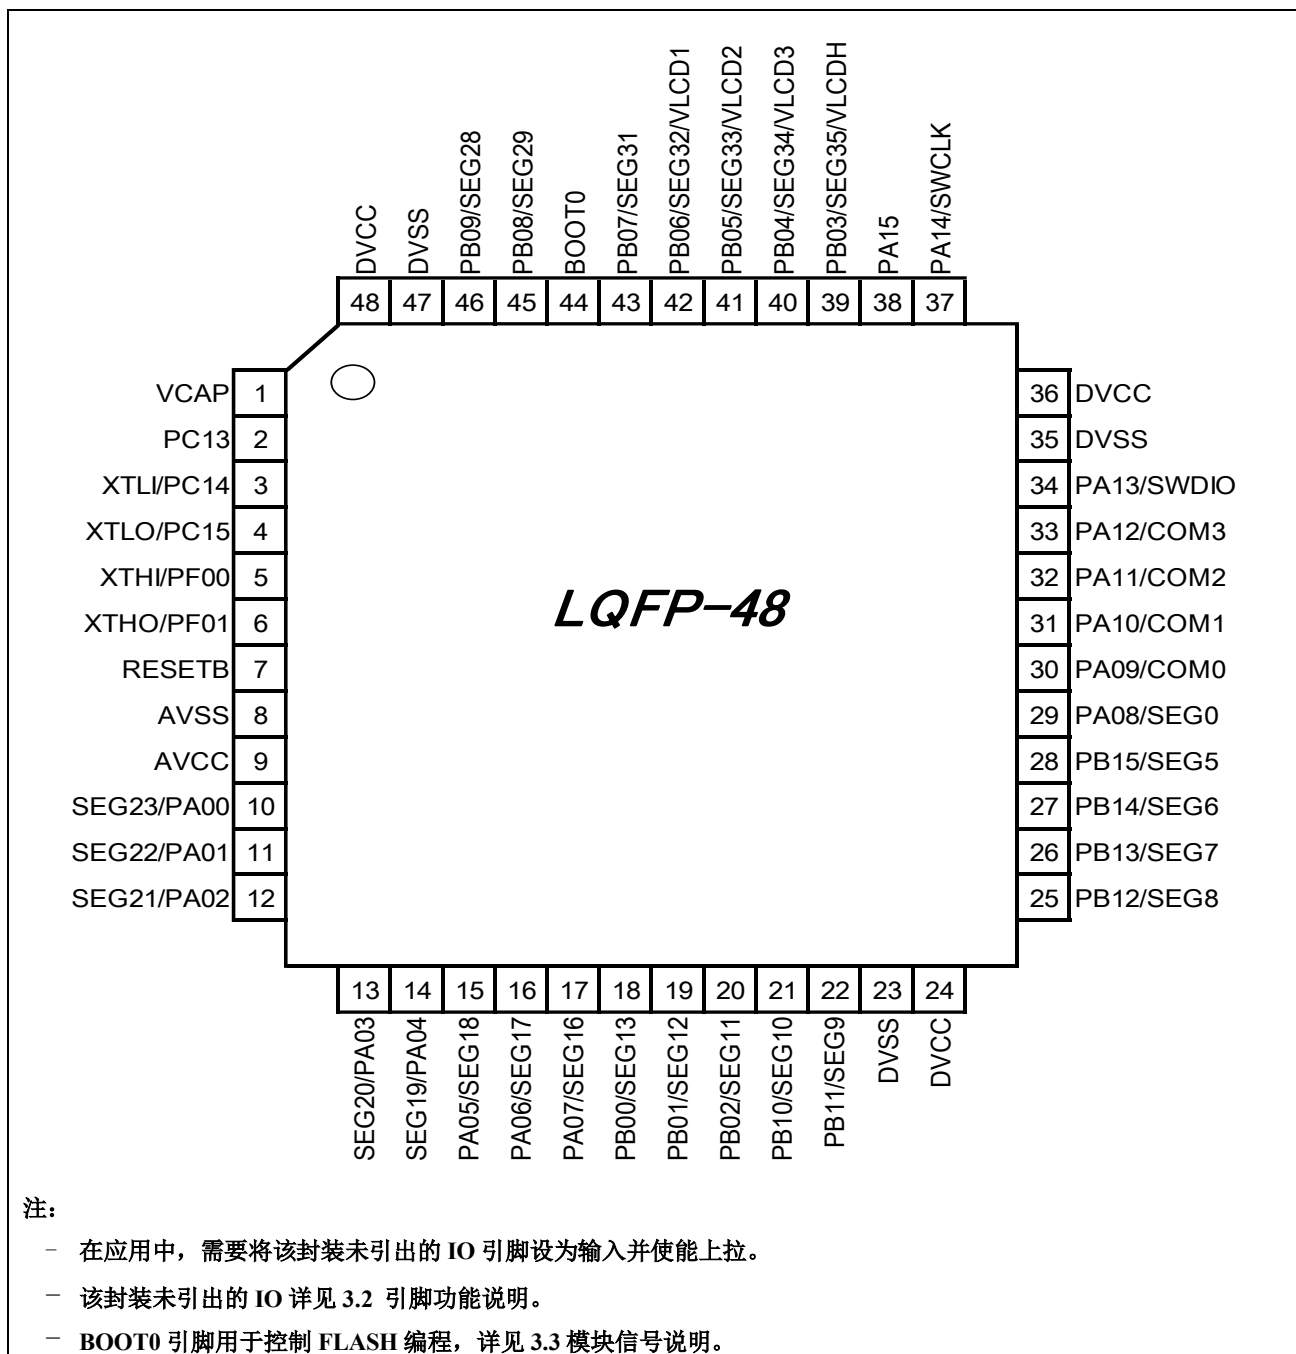 DVCC
DVSS
PB09/SEG28
PB08/SEG29
BOOT0
PB07/SEG31
PB06/SEG32/VLCD1
PB05/SEG33/VLCD2
PB04/SEG34/VLCD3
PB03/SEG35/VLCDH
PA15
PA14/SWCLK
48 47 46 45 44 43 42 41 40 39 38 37
VCAP 1
PC13 2
XTLI/PC14 3
XTLO/PC15 4
XTHI/PF00 5
XTHO/PF01 6
RESETB 7
AVSS 8
AVCC 9
SEG23/PA00 10
SEG22/PA01 11
SEG21/PA02 12
LQFP-48
36 DVCC
35 DVSS
34 PA13/SWDIO
33 PA12/COM3
32 PA11/COM2
31 PA10/COM1
30 PA09/COM0
29 PA08/SEG0
28 PB15/SEG5
27 PB14/SEG6
26 PB13/SEG7
25 PB12/SEG8
13 14 15 16 17 18 19 20 21 22 23 24
SEG20/PA03
SEG19/PA04
PA05/SEG18
PA06/SEG17
PA07/SEG16
PB00/SEG13
PB01/SEG12
PB02/SEG11
PB10/SEG10
PB11/SEG9
DVSS
DVCC
注：
－ 在应用中，需要将该封装未引出的 IO 引脚设为输入并使能上拉。
－ 该封装未引出的 IO 详见 3.2 引脚功能说明。
－ BOOT0 引脚用于控制 FLASH 编程，详见 3.3 模块信号说明。